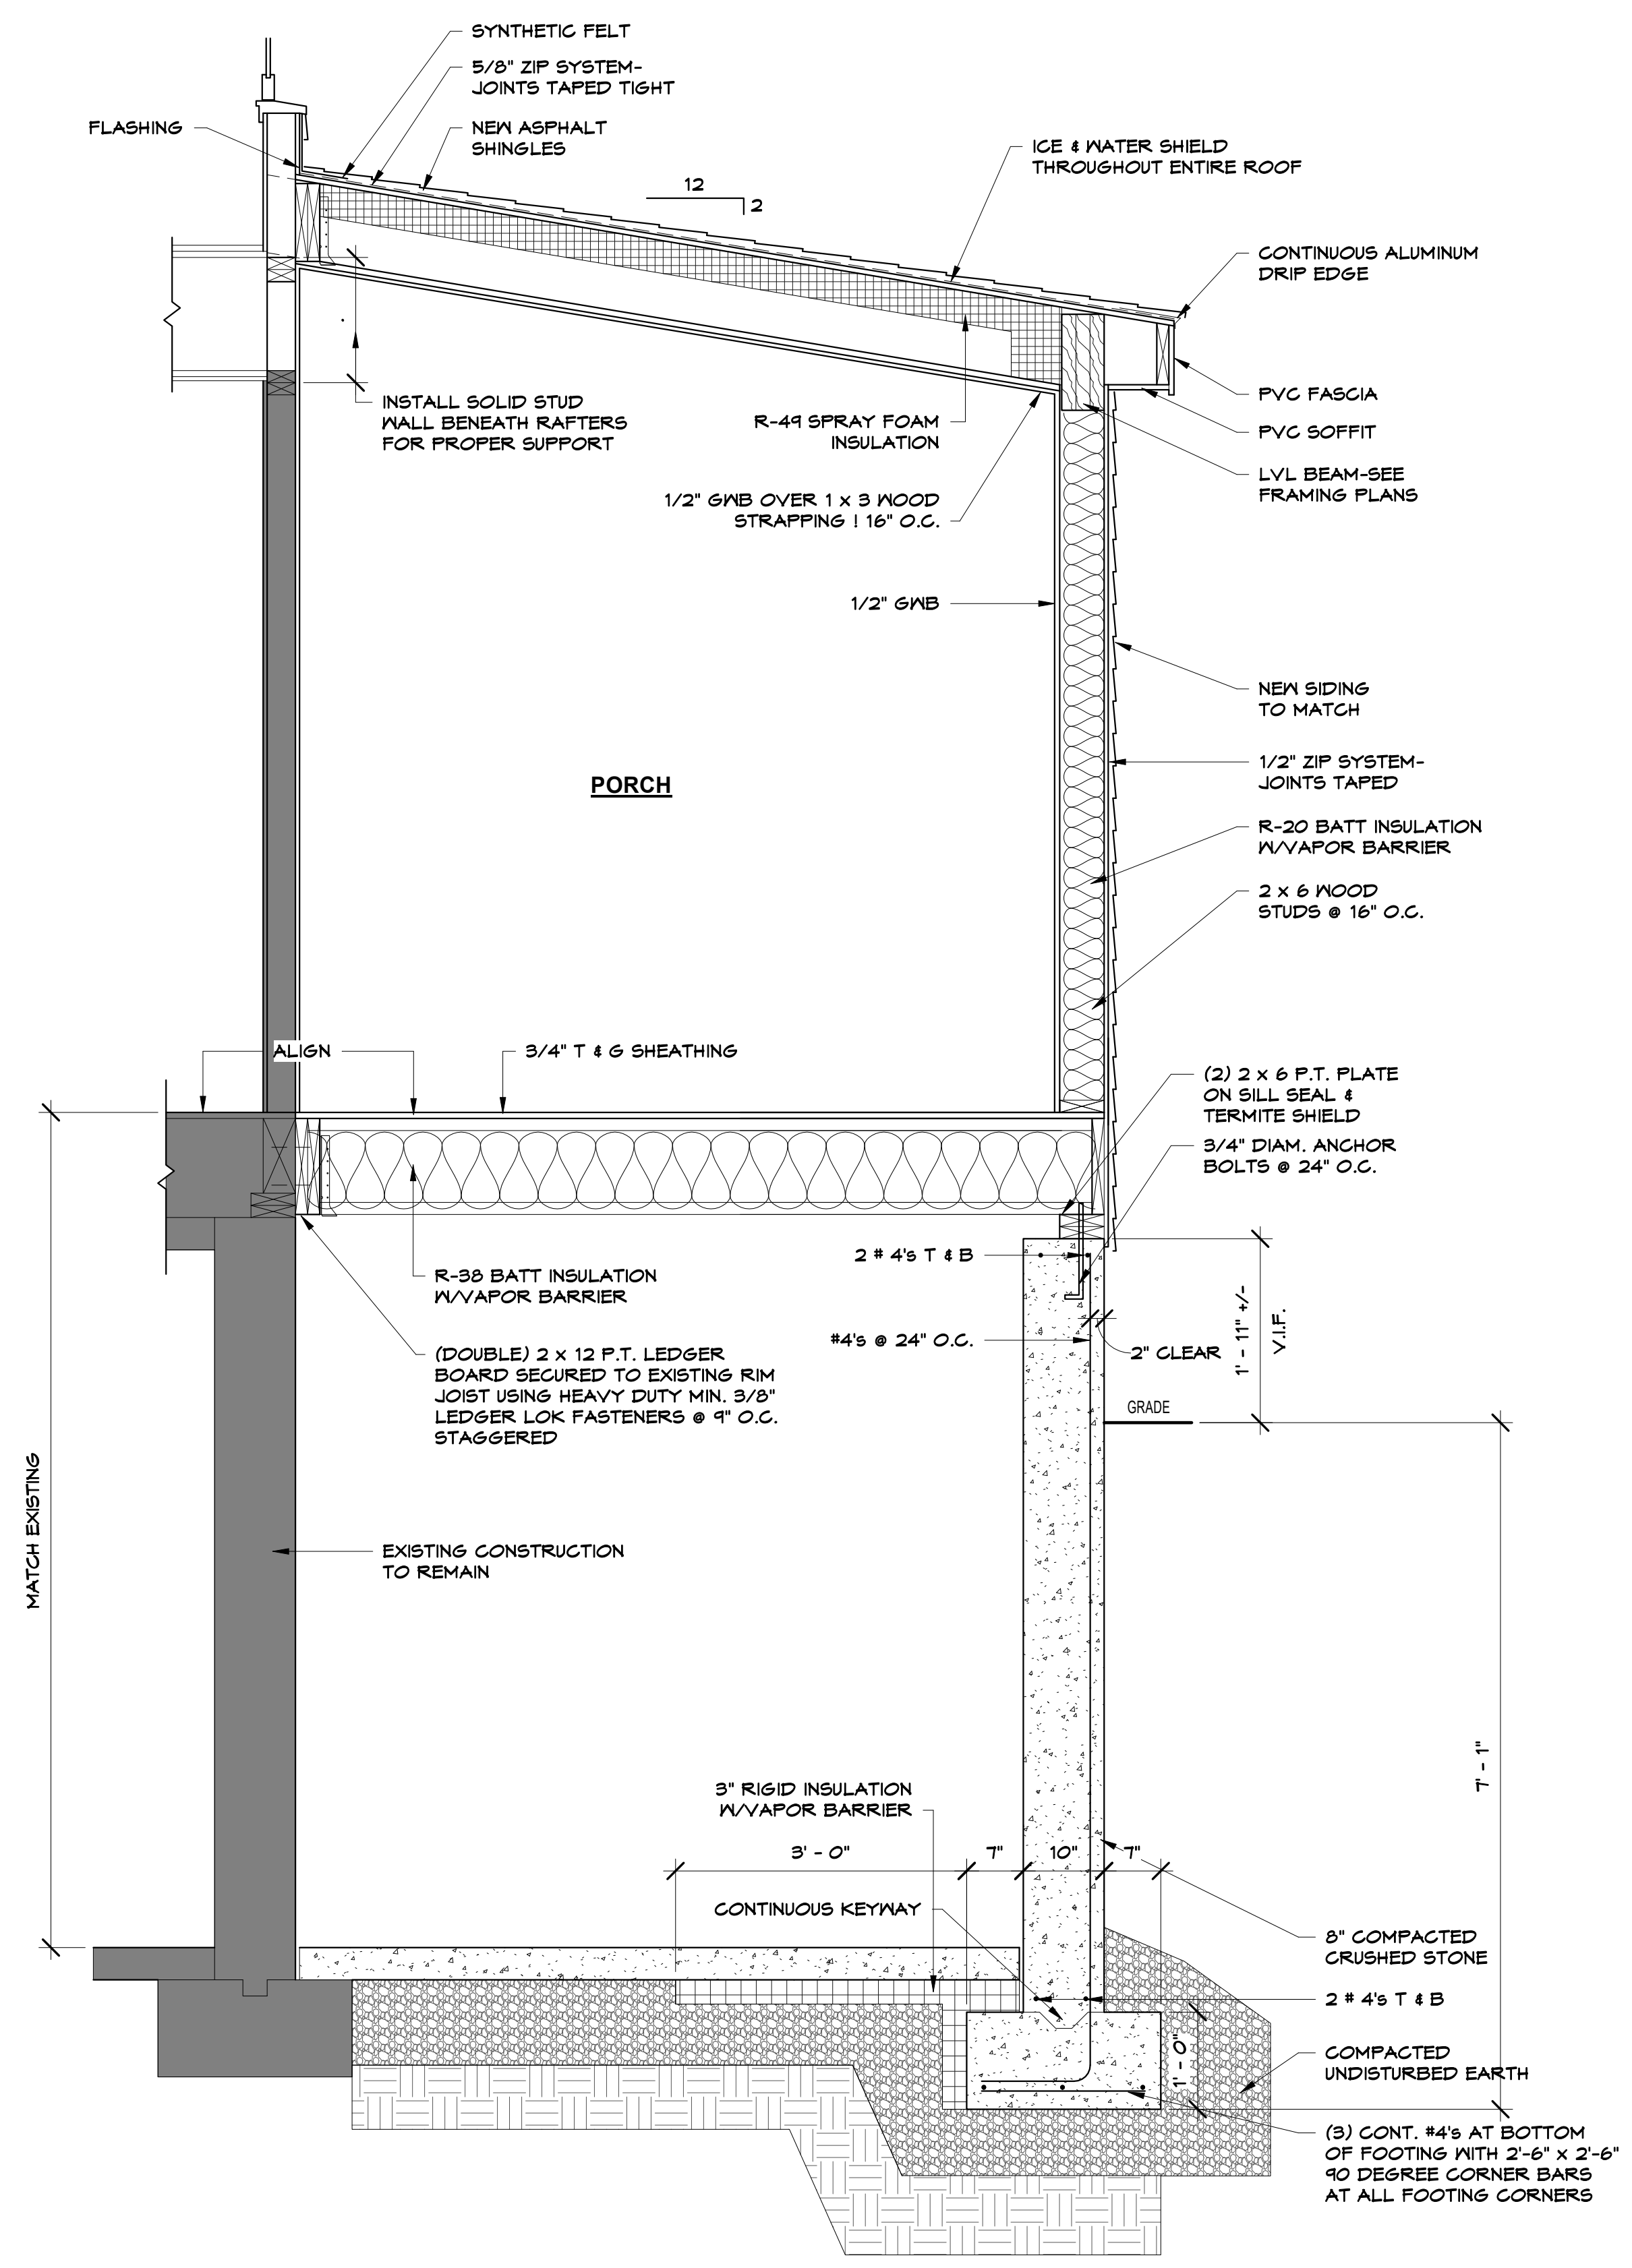 SYNTHETIC FELT
5/8" ZIP SYSTEM-
JOINTS TAPED TIGHT
FLASHING
NEW ASPHALT
SHINGLES
ICE & WATER SHIELD
THROUGHOUT ENTIRE ROOF
12
2
CONTINUOUS ALUMINUM
DRIP EDGE
INSTALL SOLID STUD
WALL BENEATH RAFTERS
FOR PROPER SUPPORT
R-49 SPRAY FOAM
INSULATION
PVC FASCIA
PVC SOFFIT
LVL BEAM-SEE
FRAMING PLANS
1/2" GWB OVER 1 x 3 WOOD
STRAPPING ! 16" O.C.
1/2" GWB
NEW SIDING
TO MATCH
PORCH
1/2" ZIP SYSTEM-
JOINTS TAPED
R-20 BATT INSULATION
W/VAPOR BARRIER
2 x 6 WOOD
STUDS @ 16" O.C.
ALIGN
3/4" T & G SHEATHING
(2) 2 x 6 P.T. PLATE
ON SILL SEAL &
TERMITE SHIELD
3/4" DIAM. ANCHOR
BOLTS @ 24" O.C.
2 # 4's T & B
R-38 BATT INSULATION
W/VAPOR BARRIER
#4's @ 24" O.C.
2" CLEAR
1' - 11" +/-
V.I.F.
(DOUBLE) 2 x 12 P.T. LEDGER
BOARD SECURED TO EXISTING RIM
JOIST USING HEAVY DUTY MIN. 3/8"
LEDGER LOK FASTENERS @ 9" O.C.
STAGGERED
GRADE
MATCH EXISTING
EXISTING CONSTRUCTION
TO REMAIN
7' - 1"
3" RIGID INSULATION
W/VAPOR BARRIER
3' - 0"
7"
10"
7"
CONTINUOUS KEYWAY
8" COMPACTED
CRUSHED STONE
2 # 4's T & B
1' - 0"
COMPACTED
UNDISTURBED EARTH
(3) CONT. #4's AT BOTTOM
OF FOOTING WITH 2'-6" x 2'-6"
90 DEGREE CORNER BARS
AT ALL FOOTING CORNERS